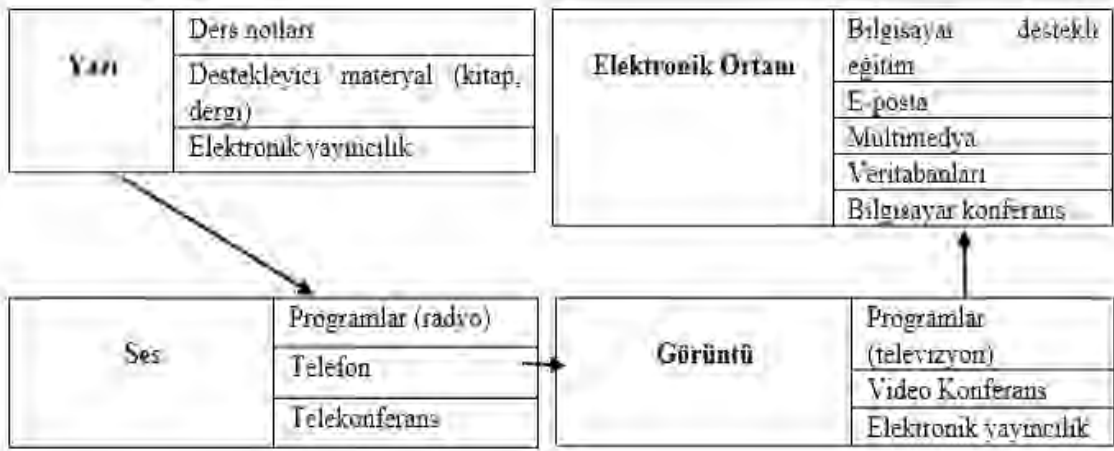 Yazı
Ders notları
Destekleyici materyal (kitap,
dergi)
Elektronik yayıncılık
Elektronik Ortam
Bilgisayar destekli
eğitim
E-posta
Multimedya
Veritabanları
Bilgisayar konferans
Ses
Programlar (radyo)
Telefon
Telekonferans
Görüntü
Programlar
(televizyon)
Video Konferans
Elektronik yayıncılık